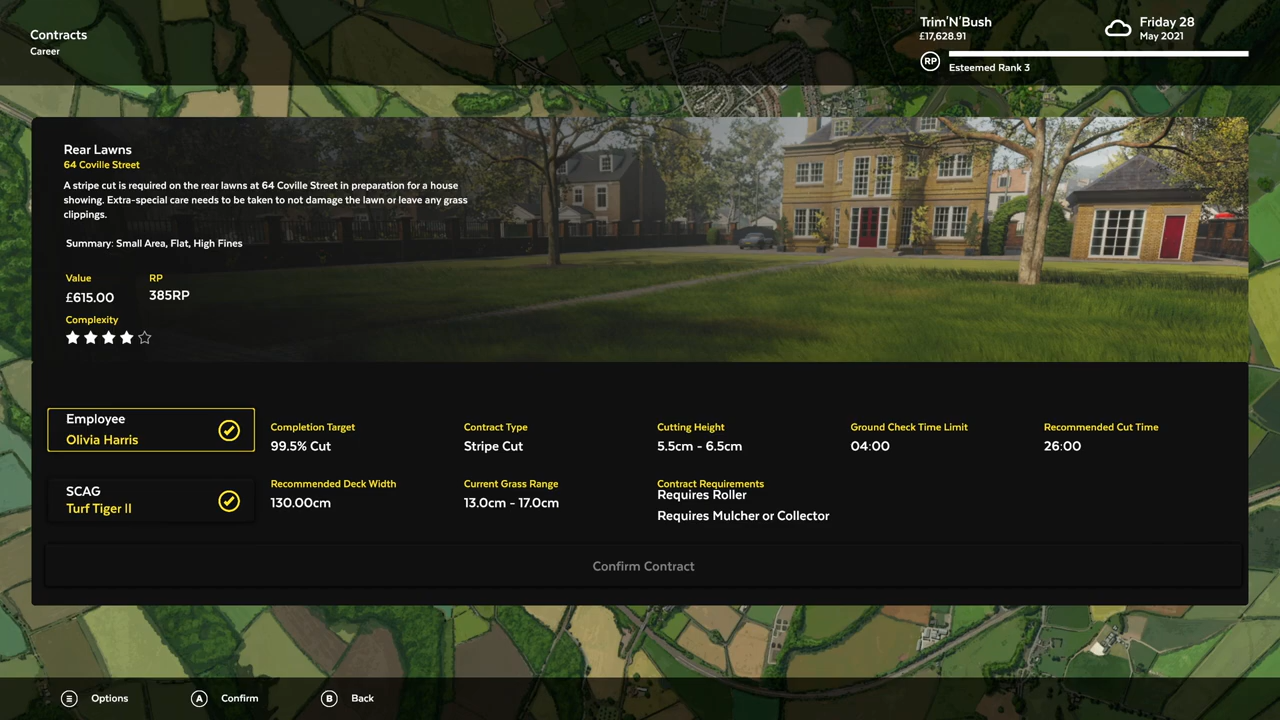 Contracts
Career
Trim'N'Bush
£17,628.91
Friday 28
May 2021
RP
Esteemed Rank 3
Rear Lawns
64 Coville Street
A stripe cut is required on the rear lawns at 64 Coville Street in preparation for a house
showing. Extra-special care needs to be taken to not damage the lawn or leave any grass
clippings.
Summary: Small Area, Flat, High Fines
Value
RP
£615.00
385RP
Complexity
Employee
Olivia Harris
Completion Target
99.5% Cut
Contract Type
Stripe Cut
Cutting Height
5.5cm - 6.5cm
Ground Check Time Limit
04:00
Recommended Cut Time
26:00
SCAG
Turf Tiger II
Recommended Deck Width
130.00cm
Current Grass Range
13.0cm - 17.0cm
Contract Requirements
Requires Roller
Requires Mulcher or Collector
Confirm Contract
Options
A Confirm
B Back